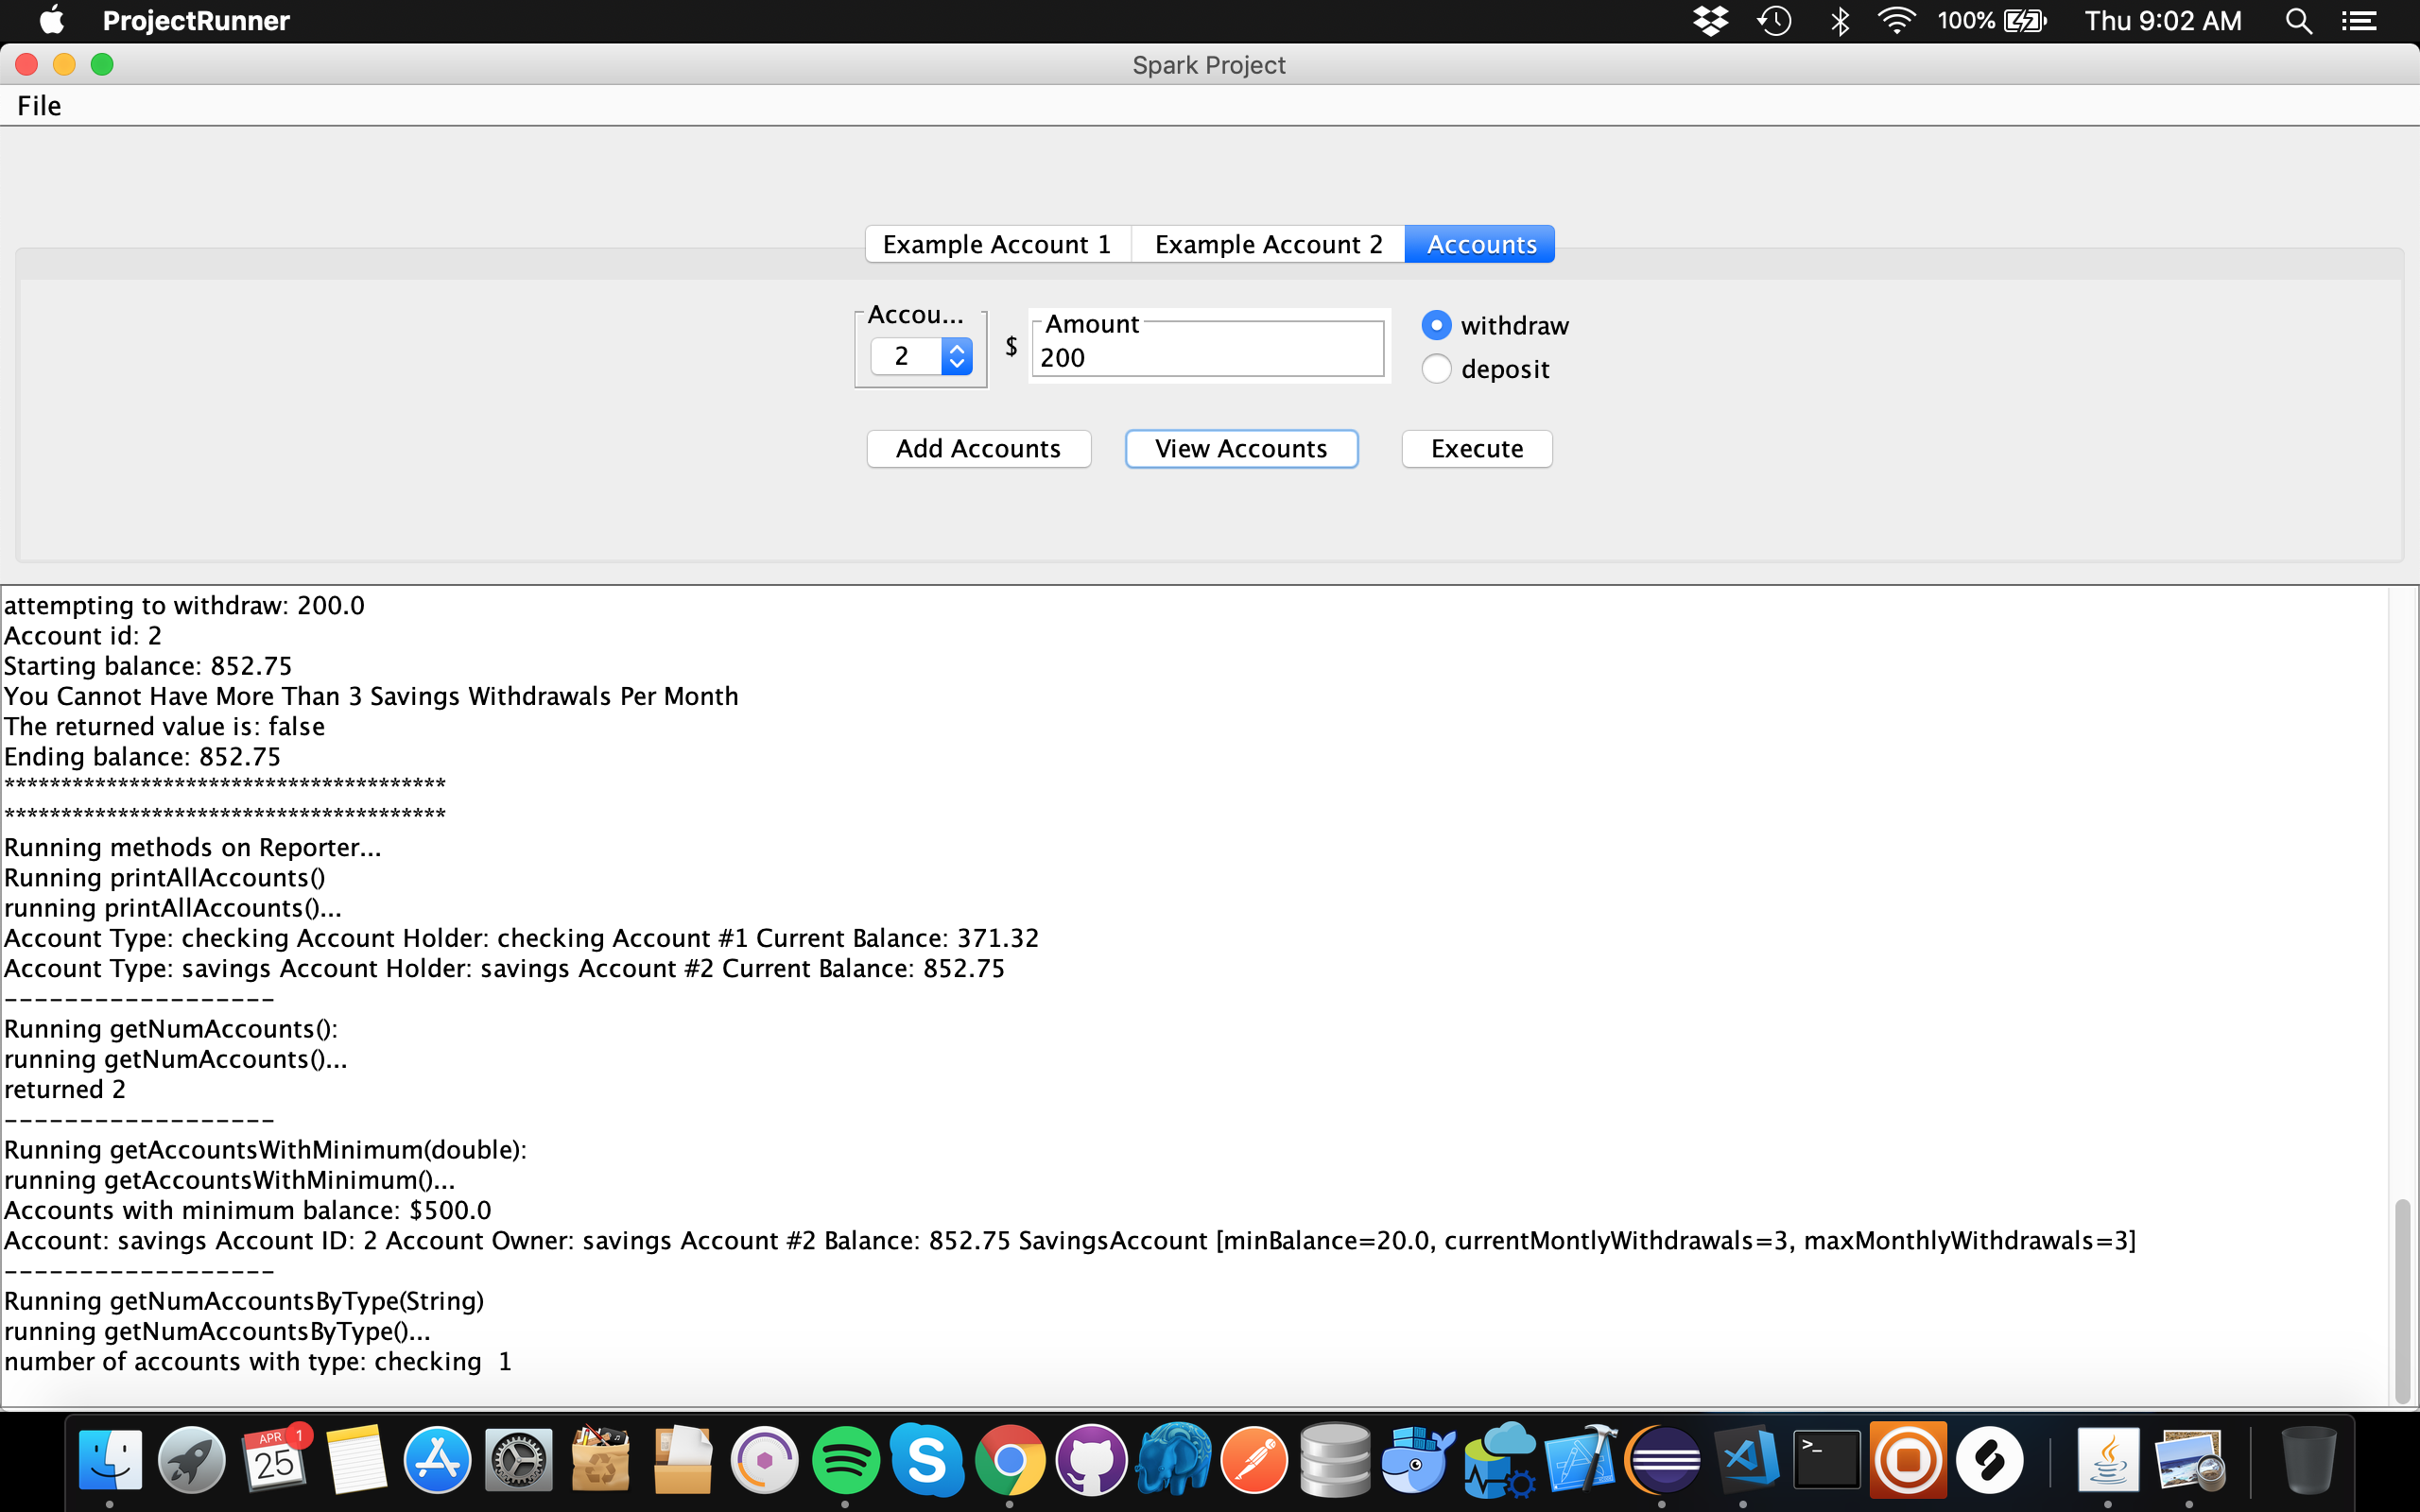 ProjectRunner 100% Thu 9:02 AM
Spark Project
File
Example Account 1 Example Account 2 Accounts
Accou... $ Amount withdraw
2 200 deposit
Add Accounts View Accounts Execute
attempting to withdraw: 200.0
Account id: 2
Starting balance: 852.75
You Cannot Have More Than 3 Savings Withdrawals Per Month
The returned value is: false
Ending balance: 852.75
***************************************
***************************************
Running methods on Reporter...
Running printAllAccounts()
running printAllAccounts()...
Account Type: checking Account Holder: checking Account #1 Current Balance: 371.32
Account Type: savings Account Holder: savings Account #2 Current Balance: 852.75
------------------
Running getNumAccounts():
running getNumAccounts()...
returned 2
------------------
Running getAccountsWithMinimum(double):
running getAccountsWithMinimum()...
Accounts with minimum balance: $500.0
Account: savings Account ID: 2 Account Owner: savings Account #2 Balance: 852.75 SavingsAccount [minBalance=20.0, currentMontlyWithdrawals=3, maxMonthlyWithdrawals=3]
------------------
Running getNumAccountsByType(String)
running getNumAccountsByType()...
number of accounts with type: checking  1
APR 1
25
S
>_